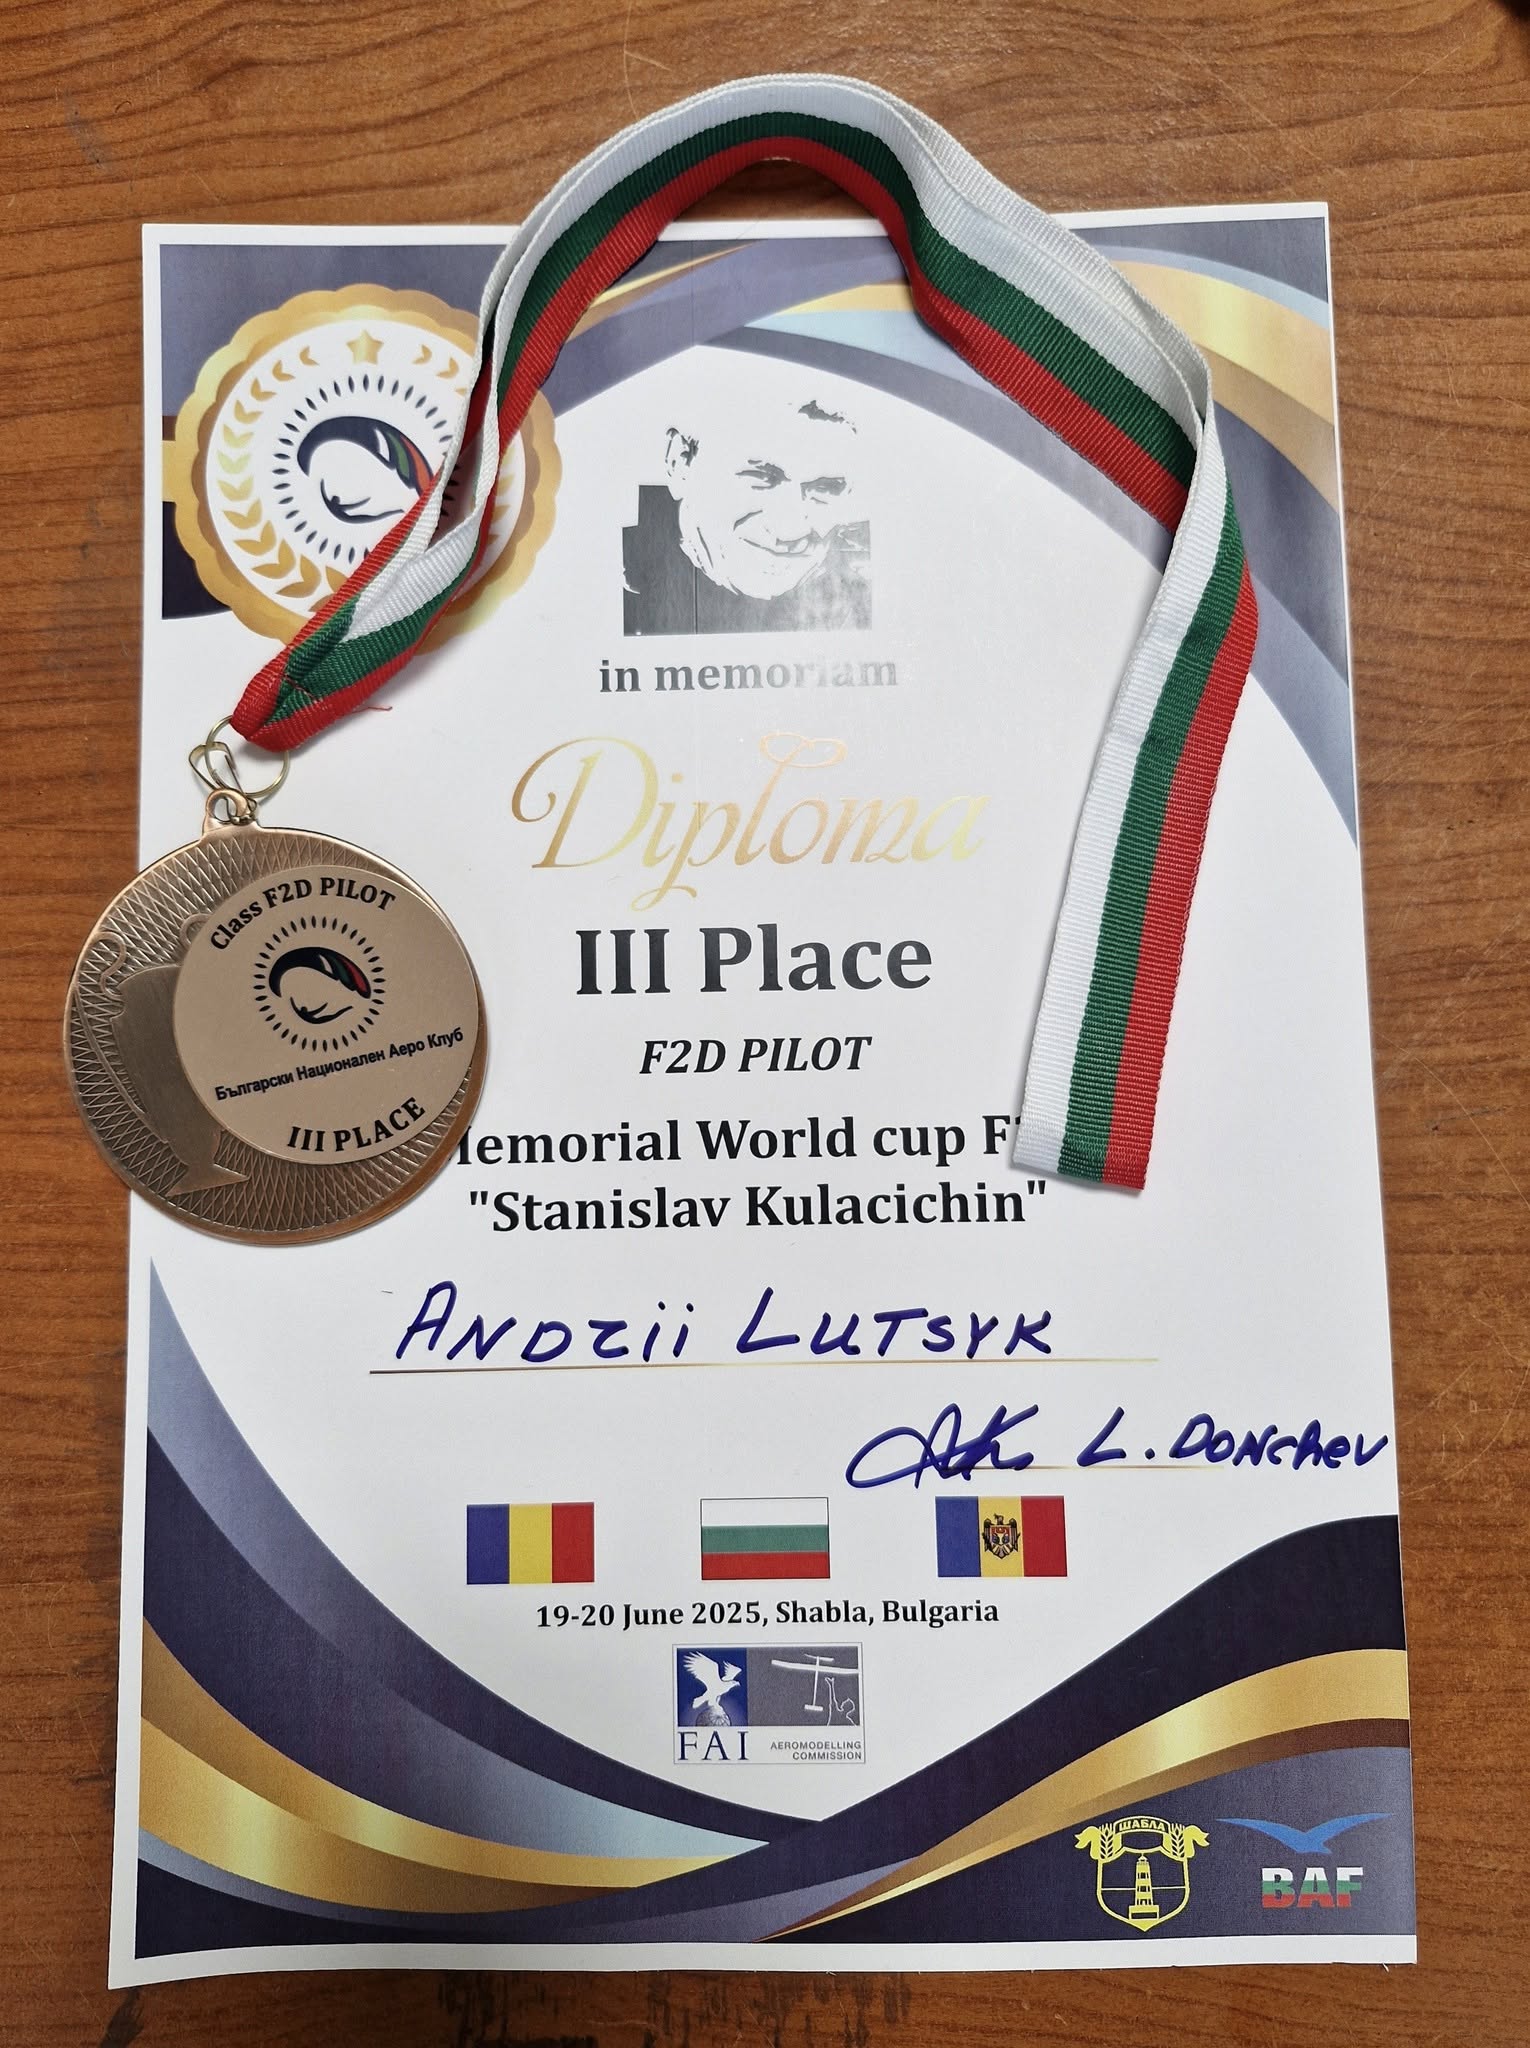 in memoriam
Diploma
III Place
F2D PILOT
Memorial World cup
"Stanislav Kulacichin"
ANDZII LUTSYK
L. DONCHEV
19-20 June 2025, Shabla, Bulgaria
FAI
AEROMODELLING
COMMISSION
ШАБЛА
BAF
Class F2D PILOT
Български Национален Аеро Клуб
III PLACE